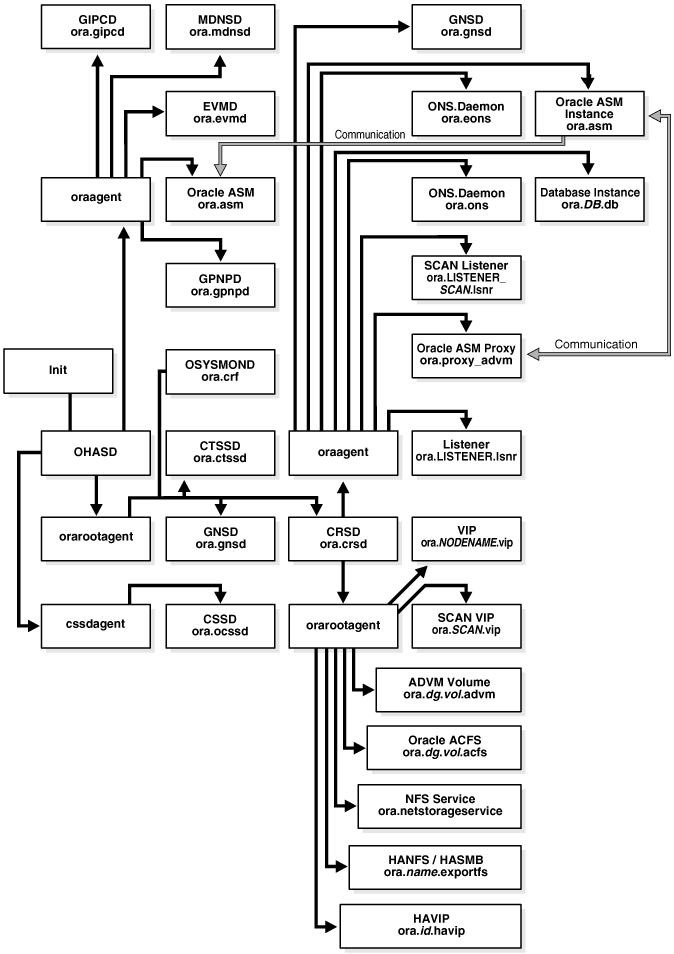 GIPCD
ora.gipcd
MDNSD
ora.mdnsd
GNSD
ora.gnsd
EVMD
ora.evmd
ONS.Daemon
ora.eons
Oracle ASM
Instance
ora.asm
Communication
oraagent
Oracle ASM
ora.asm
ONS.Daemon
ora.ons
Database Instance
ora.DB.db
GPNPD
ora.gpnpd
SCAN Listener
ora.LISTENER_
SCAN.lsnr
Init
OSYSMOND
ora.crf
Oracle ASM Proxy
ora.proxy_advm
Communication
OHASD
CTSSD
ora.ctssd
oraagent
Listener
ora.LISTENER.lsnr
orarootagent
GNSD
ora.gnsd
CRSD
ora.crsd
VIP
ora.NODENAME.vip
cssdagent
CSSD
ora.ocssd
orarootagent
SCAN VIP
ora.SCAN.vip
ADVM Volume
ora.dg.vol.advm
Oracle ACFS
ora.dg.vol.acfs
NFS Service
ora.netstorageservice
HANFS / HASMB
ora.name.exportfs
HAVIP
ora.id.havip